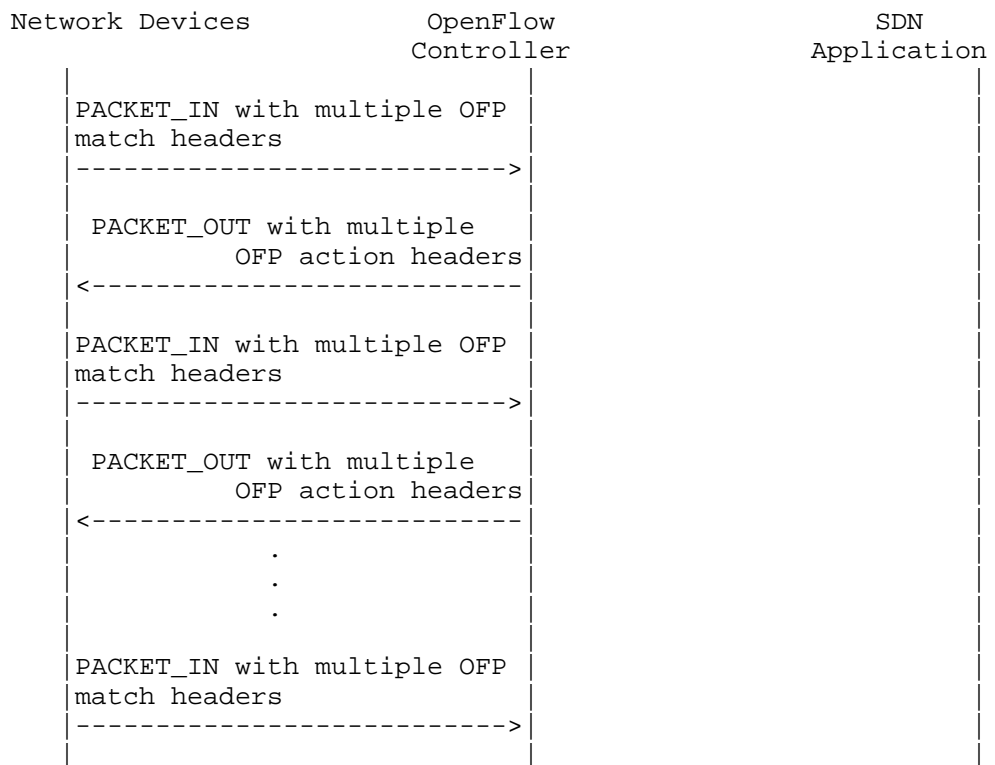 Network Devices OpenFlow SDN
Controller Application
PACKET_IN with multiple OFP
match headers
--------------------------->
PACKET_OUT with multiple
OFP action headers
<---------------------------
PACKET_IN with multiple OFP
match headers
--------------------------->
PACKET_OUT with multiple
OFP action headers
<---------------------------
.
.
.
PACKET_IN with multiple OFP
match headers
--------------------------->